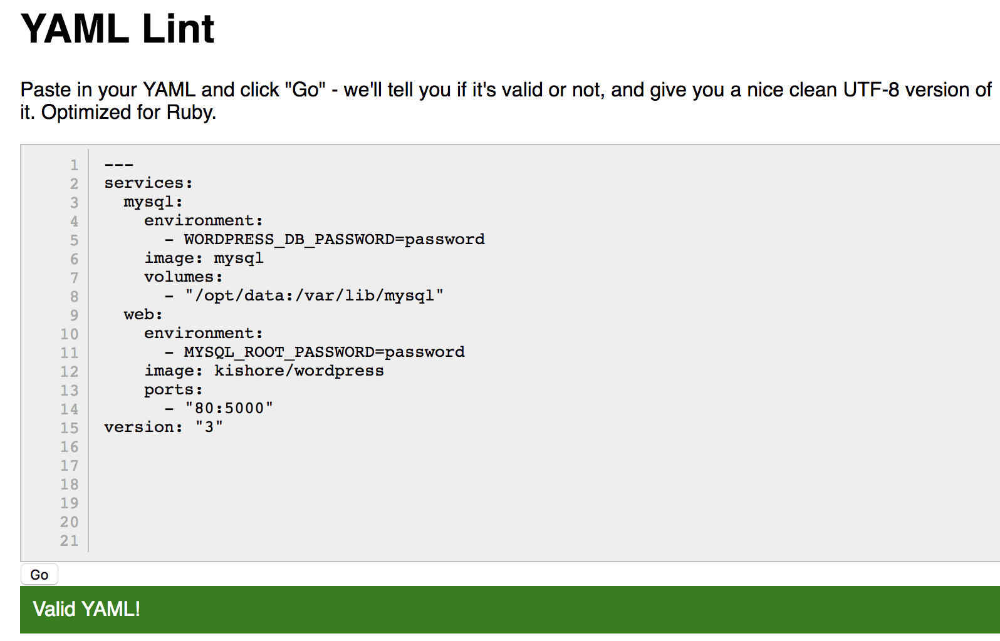 YAML Lint
Paste in your YAML and click "Go" - we'll tell you if it's valid or not, and give you a nice clean UTF-8 version of
it. Optimized for Ruby.
1 ---
2 services:
3   mysql:
4     environment:
5       - WORDPRESS_DB_PASSWORD=password
6     image: mysql
7     volumes:
8       - "/opt/data:/var/lib/mysql"
9   web:
10     environment:
11       - MYSQL_ROOT_PASSWORD=password
12     image: kishore/wordpress
13     ports:
14       - "80:5000"
15 version: "3"
16
17
18
19
20
21
Go
Valid YAML!